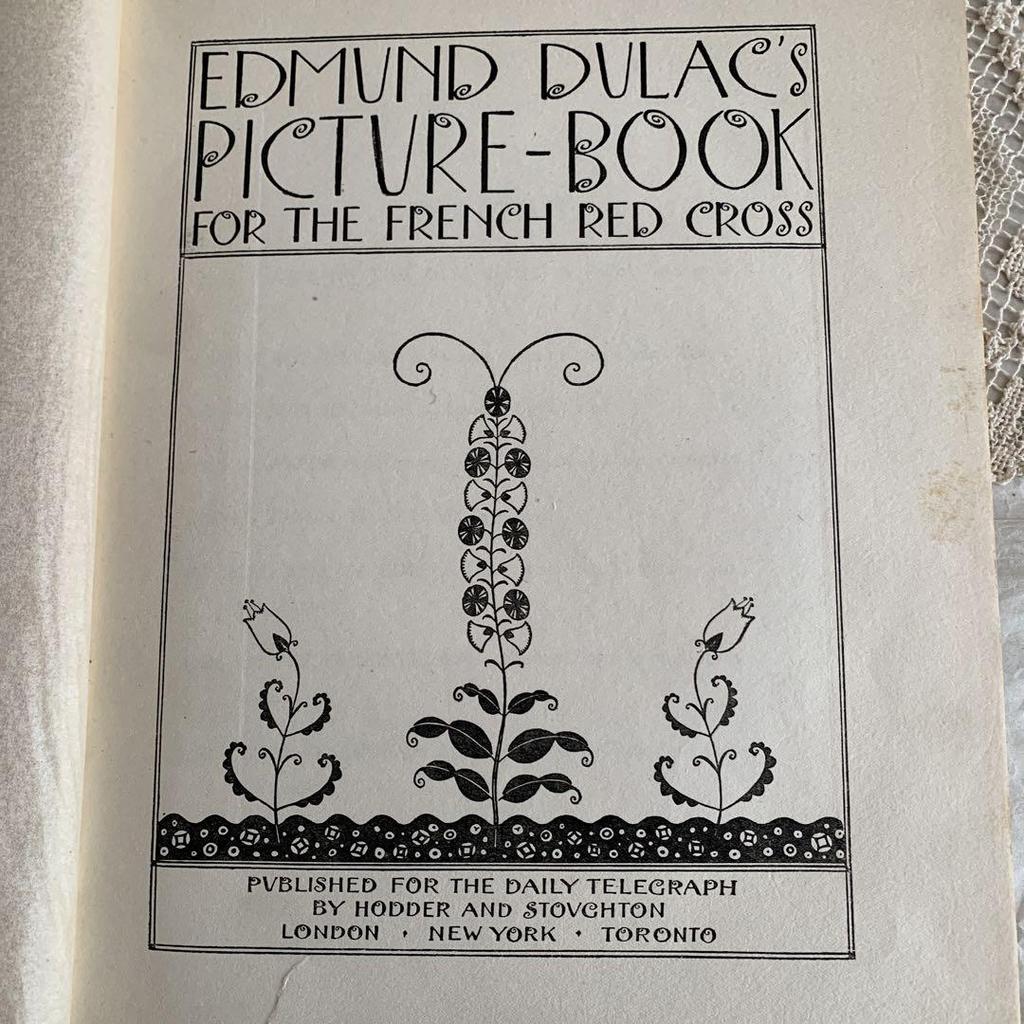 EDMUND DULAC'S
PICTURE-BOOK
FOR THE FRENCH RED CROSS
PVBLISHED FOR THE DAILY TELEGRAPH
BY HODDER AND STOVGHTON
LONDON · NEW YORK · TORONTO